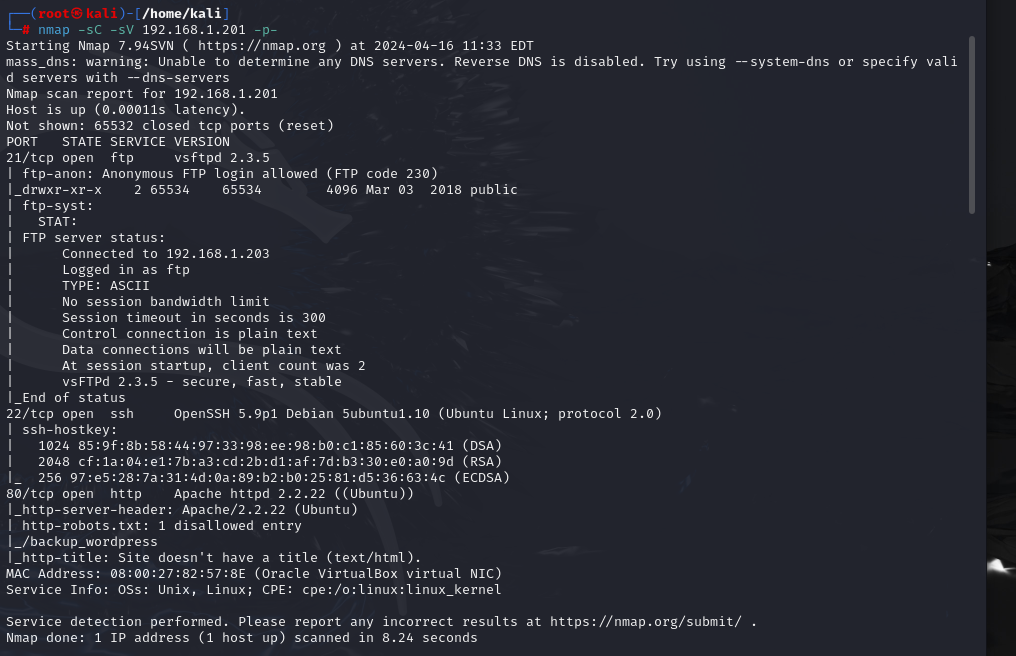 ┌──(root㉿kali)-[/home/kali]
└─# nmap -sC -sV 192.168.1.201 -p-
Starting Nmap 7.94SVN ( https://nmap.org ) at 2024-04-16 11:33 EDT
mass_dns: warning: Unable to determine any DNS servers. Reverse DNS is disabled. Try using --system-dns or specify vali
d servers with --dns-servers
Nmap scan report for 192.168.1.201
Host is up (0.00011s latency).
Not shown: 65532 closed tcp ports (reset)
PORT   STATE SERVICE VERSION
21/tcp open  ftp     vsftpd 2.3.5
| ftp-anon: Anonymous FTP login allowed (FTP code 230)
|_drwxr-xr-x    2 65534    65534        4096 Mar 03  2018 public
| ftp-syst:
|   STAT:
| FTP server status:
|      Connected to 192.168.1.203
|      Logged in as ftp
|      TYPE: ASCII
|      No session bandwidth limit
|      Session timeout in seconds is 300
|      Control connection is plain text
|      Data connections will be plain text
|      At session startup, client count was 2
|      vsFTPd 2.3.5 - secure, fast, stable
|_End of status
22/tcp open  ssh     OpenSSH 5.9p1 Debian 5ubuntu1.10 (Ubuntu Linux; protocol 2.0)
| ssh-hostkey:
|   1024 85:9f:8b:58:44:97:33:98:ee:98:b0:c1:85:60:3c:41 (DSA)
|   2048 cf:1a:04:e1:7b:a3:cd:2b:d1:af:7d:b3:30:e0:a0:9d (RSA)
|_  256 97:e5:28:7a:31:4d:0a:89:b2:b0:25:81:d5:36:63:4c (ECDSA)
80/tcp open  http    Apache httpd 2.2.22 ((Ubuntu))
|_http-server-header: Apache/2.2.22 (Ubuntu)
| http-robots.txt: 1 disallowed entry
|_/backup_wordpress
|_http-title: Site doesn't have a title (text/html).
MAC Address: 08:00:27:82:57:8E (Oracle VirtualBox virtual NIC)
Service Info: OSs: Unix, Linux; CPE: cpe:/o:linux:linux_kernel

Service detection performed. Please report any incorrect results at https://nmap.org/submit/ .
Nmap done: 1 IP address (1 host up) scanned in 8.24 seconds